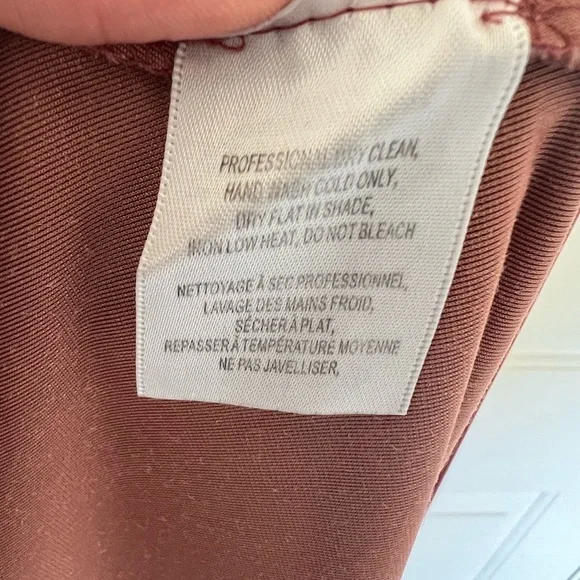 PROFESSIONAL DRY CLEAN,
HAND WASH COLD ONLY,
DRY FLAT IN SHADE,
IRON LOW HEAT, DO NOT BLEACH
NETTOYAGE À SEC PROFESSIONNEL,
LAVAGE DES MAINS FROID,
SÉCHER À PLAT,
REPASSER À TEMPÉRATURE MOYENNE
NE PAS JAVELLISER,